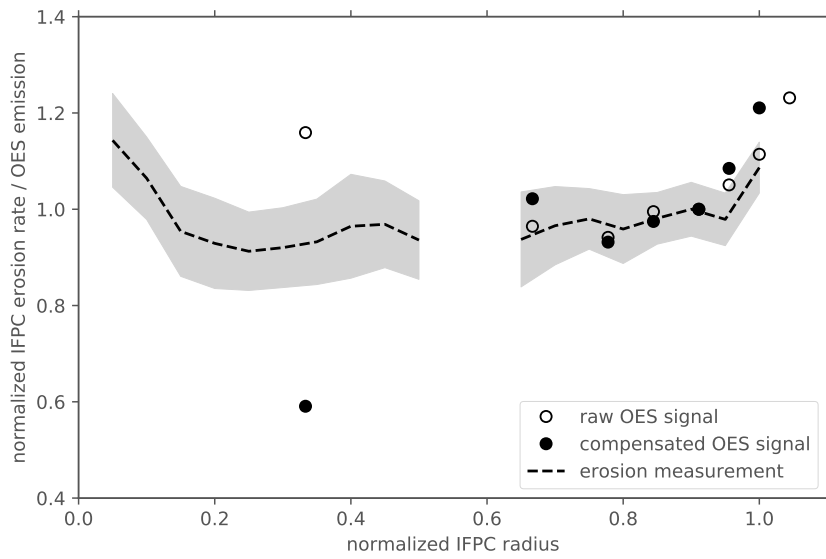 normalized IFPC erosion rate / OES emission
1.4
1.2
1.0
0.8
0.6
0.4
raw OES signal
compensated OES signal
erosion measurement
0.0 0.2 0.4 0.6 0.8 1.0
normalized IFPC radius